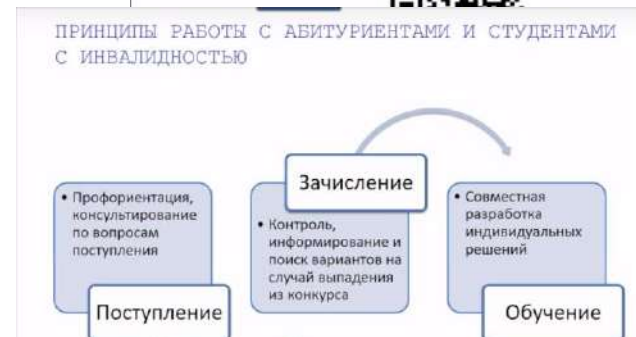 ПРИНЦИПЫ РАБОТЫ С АБИТУРИЕНТАМИ И СТУДЕНТАМИ
С ИНВАЛИДНОСТЬЮ
• Профориентация,
консультирование
по вопросам
поступления
Поступление
Зачисление
• Контроль,
информирование и
поиск вариантов на
случай выпадения
из конкурса
• Совместная
разработка
индивидуальных
решений
Обучение